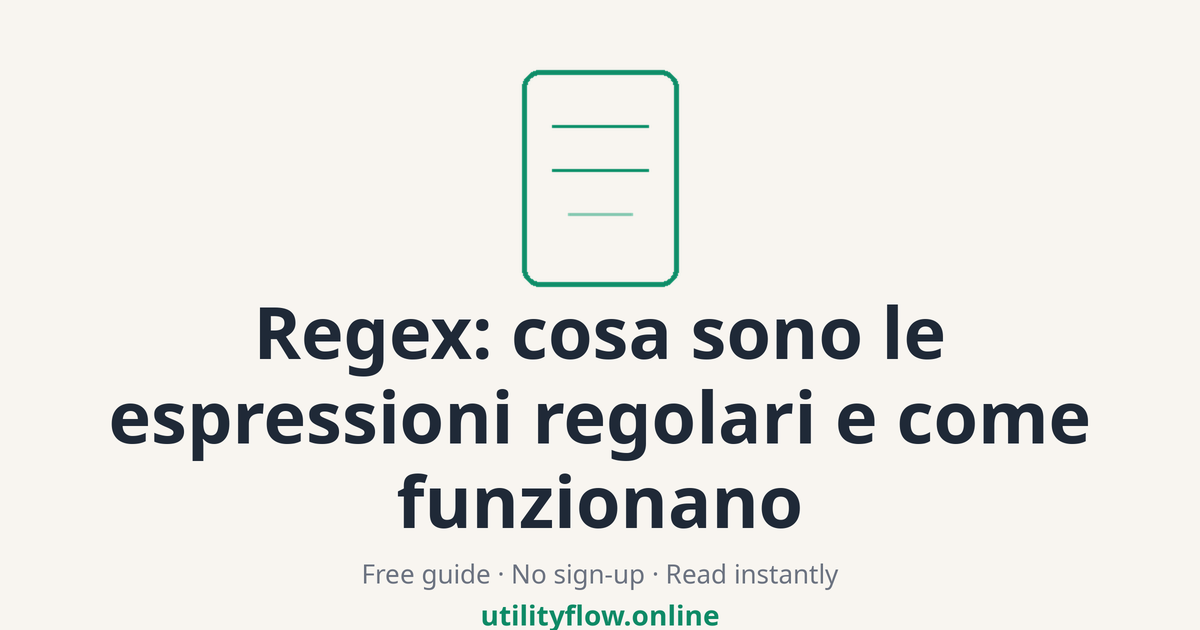 Regex: cosa sono le
espressioni regolari e come
funzionano
Free guide · No sign-up · Read instantly
utilityflow.online